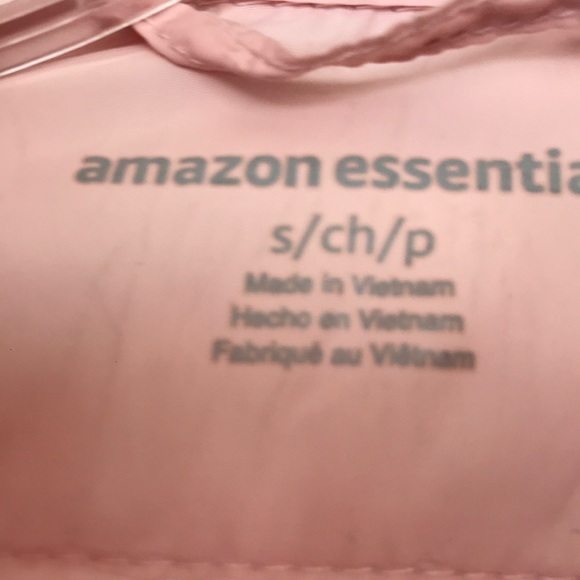 amazon essentia
s/ch/p
Made in Vietnam
Hecho en Vietnam
Fabriqué au Viêtnam